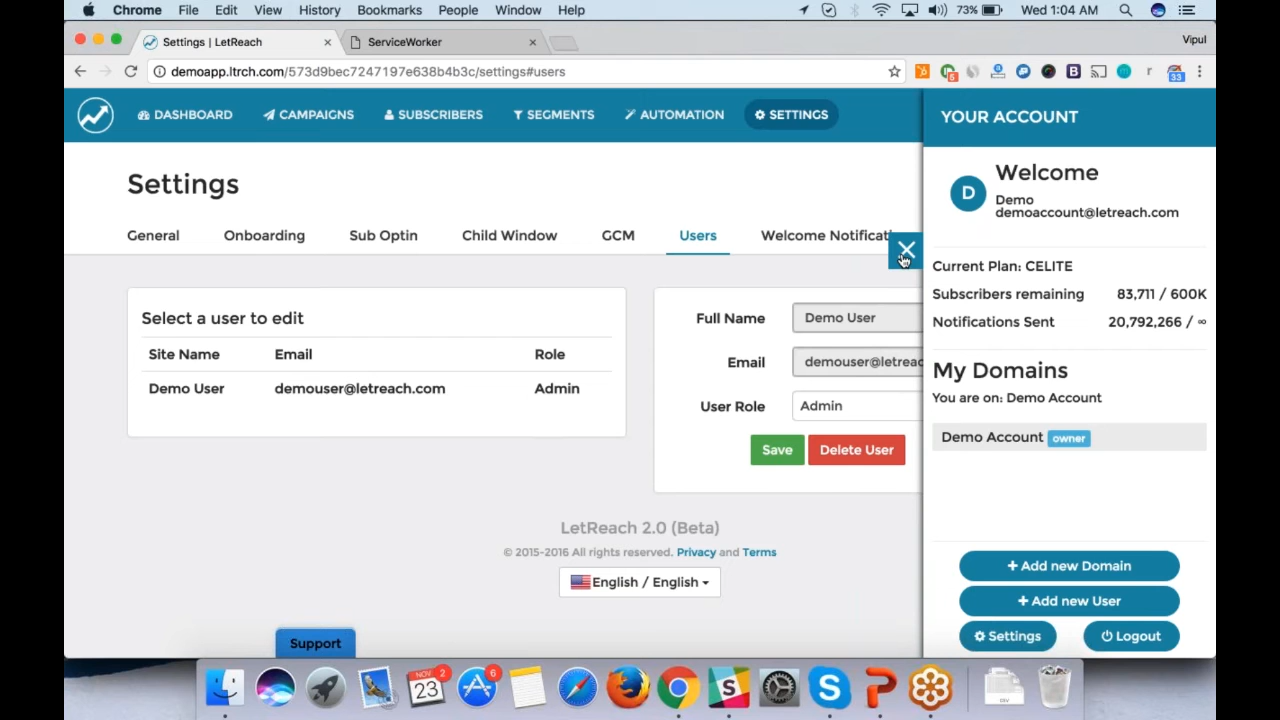 Chrome File Edit View History Bookmarks People Window Help 73% Wed 1:04 AM
Settings | LetReach × ServiceWorker × Vipul
demoapp.ltrch.com/573d9bec7247197e638b4b3c/settings#users 5 B r 33
DASHBOARD CAMPAIGNS SUBSCRIBERS SEGMENTS AUTOMATION SETTINGS
Settings
General Onboarding Sub Optin Child Window GCM Users Welcome Notificati
Select a user to edit
Site Name Email Role
Demo User demouser@letreach.com Admin
Full Name Demo User
Email demouser@letreac
User Role Admin
Save Delete User
YOUR ACCOUNT
D
Welcome
Demo
demoaccount@letreach.com
Current Plan: CELITE
Subscribers remaining 83,711 / 600K
Notifications Sent 20,792,266 / ∞
My Domains
You are on: Demo Account
Demo Account owner
+ Add new Domain
+ Add new User
Settings Logout
LetReach 2.0 (Beta)
© 2015-2016 All rights reserved. Privacy and Terms
English / English
Support
NOV 23 2 6